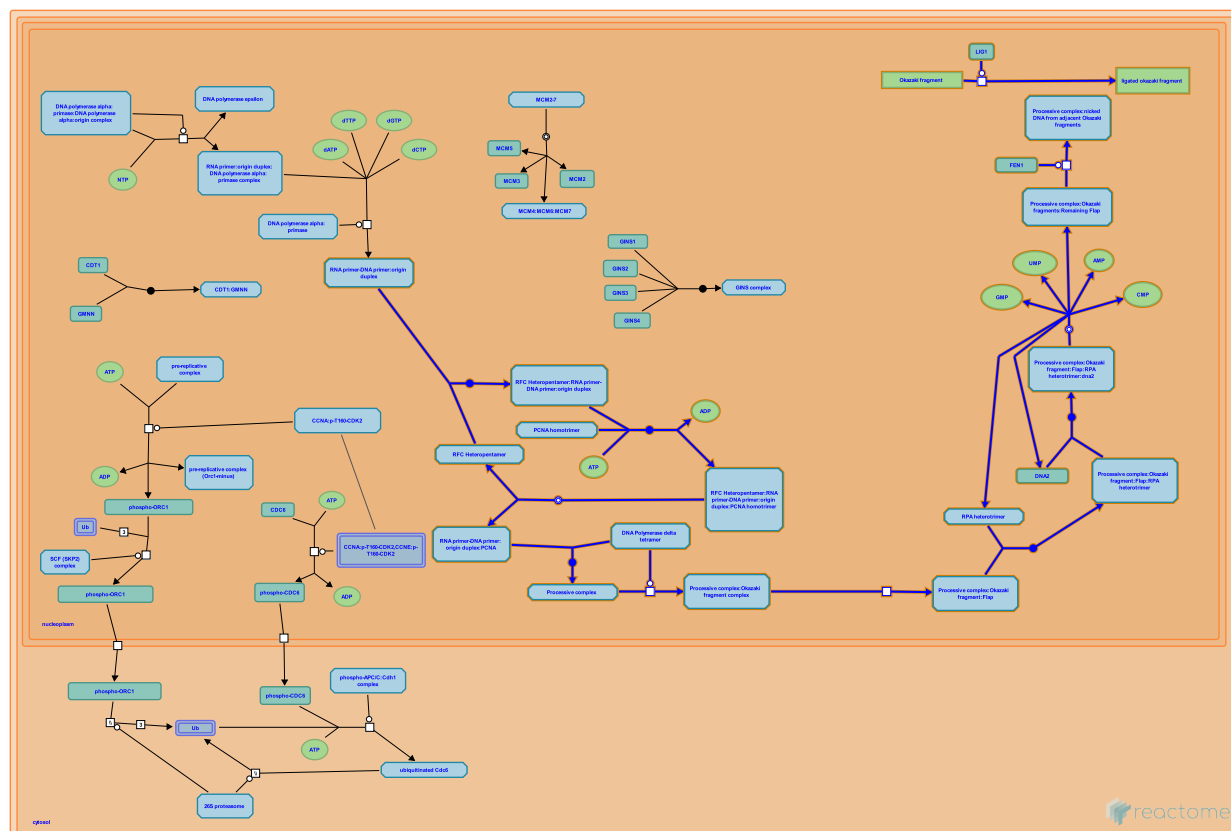 LIG1
Okazaki fragment
ligated okazaki fragment
DNA polymerase alpha:
primase:DNA polymerase
alpha:origin complex
DNA polymerase epsilon
NTP
RNA primer:origin duplex:
DNA polymerase alpha:
primase complex
dTTP
dGTP
dATP
dCTP
DNA polymerase alpha:
primase
RNA primer-DNA primer:origin
duplex
MCM2-7
MCM5
MCM3
MCM2
MCM4:MCM6:MCM7
Processive complex:nicked
DNA from adjacent Okazaki
fragments
FEN1
Processive complex:Okazaki
fragments:Remaining Flap
UMP
AMP
GMP
CMP
CDT1
GMNN
CDT1:GMNN
GINS1
GINS2
GINS3
GINS4
GINS complex
Processive complex:Okazaki
fragment:Flap:RPA
heterotrimer:dna2
DNA2
Processive complex:Okazaki
fragment:Flap:RPA
heterotrimer
RPA heterotrimer
Processive complex:Okazaki
fragment:Flap
ATP
pre-replicative
complex
CCNA:p-T160-CDK2
ADP
pre-replicative complex
(Orc1-minus)
phospho-ORC1
Ub
3
SCF (SKP2)
complex
phospho-ORC1
CDC6
ATP
CCNA:p-T160-CDK2,CCNE:p-
T160-CDK2
phospho-CDC6
ADP
RFC Heteropentamer:RNA primer-
DNA primer:origin duplex
PCNA homotrimer
ATP
ADP
RFC Heteropentamer
RFC Heteropentamer:RNA
primer-DNA primer:origin
duplex:PCNA homotrimer
RNA primer-DNA primer:
origin duplex:PCNA
DNA Polymerase delta
tetramer
Processive complex
Processive complex:Okazaki
fragment complex
nucleoplasm
phospho-ORC1
3
Ub
phospho-CDC6
phospho-APC/C:Cdh1
complex
ATP
ubiquitinated Cdc6
26S proteasome
cytosol
reactome